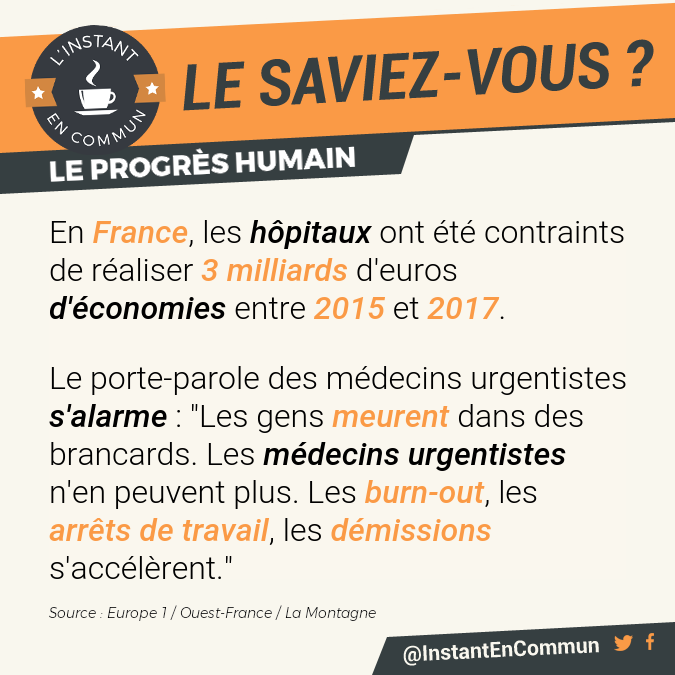 L'INSTANT
EN COMMUN
LE SAVIEZ-VOUS ?
LE PROGRÈS HUMAIN
En France, les hôpitaux ont été contraints
de réaliser 3 milliards d'euros
d'économies entre 2015 et 2017.
Le porte-parole des médecins urgentistes
s'alarme : "Les gens meurent dans des
brancards. Les médecins urgentistes
n'en peuvent plus. Les burn-out, les
arrêts de travail, les démissions
s'accélèrent."
Source : Europe 1 / Ouest-France / La Montagne
@InstantEnCommun